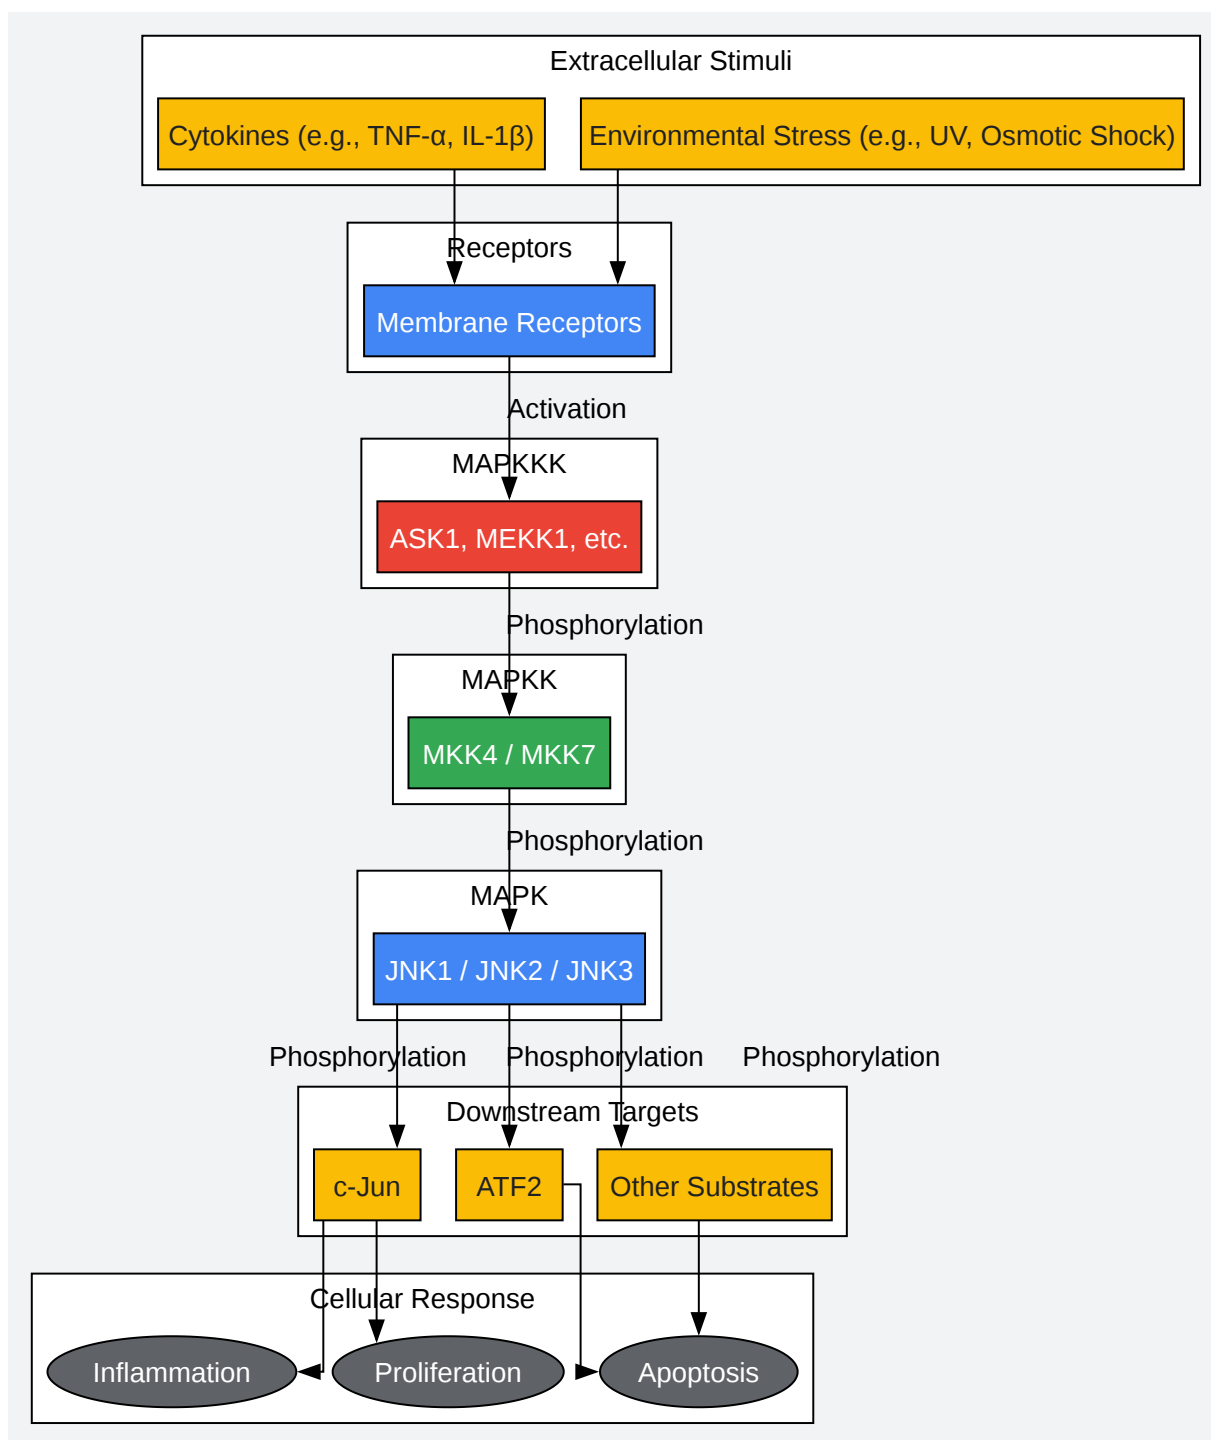 Extracellular Stimuli
Cytokines (e.g., TNF-α, IL-1β)
Environmental Stress (e.g., UV, Osmotic Shock)
Receptors
Membrane Receptors
Activation
MAPKKK
ASK1, MEKK1, etc.
Phosphorylation
MAPKK
MKK4 / MKK7
Phosphorylation
MAPK
JNK1 / JNK2 / JNK3
Phosphorylation
Phosphorylation
Phosphorylation
Downstream Targets
c-Jun
ATF2
Other Substrates
Cellular Response
Inflammation
Proliferation
Apoptosis